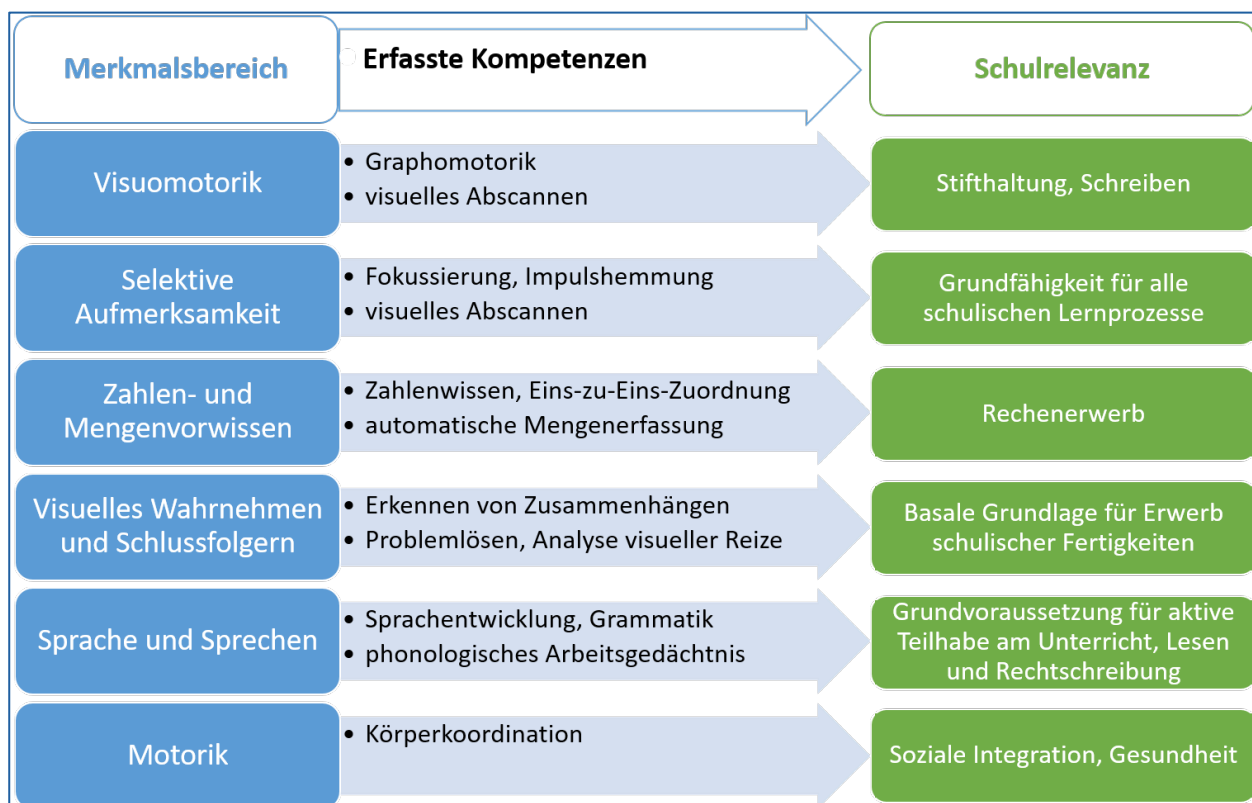 Merkmalsbereich
Erfasste Kompetenzen
Schulrelevanz
Visuomotorik
• Graphomotorik
• visuelles Abscannen
Stifthaltung, Schreiben
Selektive
Aufmerksamkeit
• Fokussierung, Impulshemmung
• visuelles Abscannen
Grundfähigkeit für alle
schulischen Lernprozesse
Zahlen- und
Mengenvorwissen
• Zahlenwissen, Eins-zu-Eins-Zuordnung
• automatische Mengenerfassung
Rechenerwerb
Visuelles Wahrnehmen
und Schlussfolgern
• Erkennen von Zusammenhängen
• Problemlösen, Analyse visueller Reize
Basale Grundlage für Erwerb
schulischer Fertigkeiten
Sprache und Sprechen
• Sprachentwicklung, Grammatik
• phonologisches Arbeitsgedächtnis
Grundvoraussetzung für aktive
Teilhabe am Unterricht, Lesen
und Rechtschreibung
Motorik
• Körperkoordination
Soziale Integration, Gesundheit